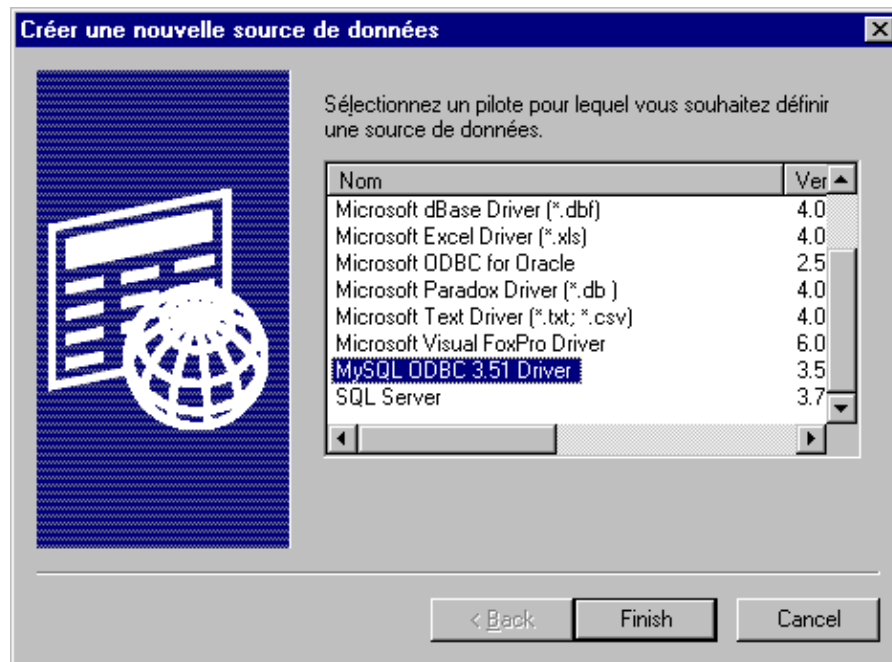 Créer une nouvelle source de données
Sélectionnez un pilote pour lequel vous souhaitez définir
une source de données.
Nom Ver
Microsoft dBase Driver (*.dbf) 4.0
Microsoft Excel Driver (*.xls) 4.0
Microsoft ODBC for Oracle 2.5
Microsoft Paradox Driver (*.db ) 4.0
Microsoft Text Driver (*.txt; *.csv) 4.0
Microsoft Visual FoxPro Driver 6.0
MySQL ODBC 3.51 Driver 3.5
SQL Server 3.7
< Back Finish Cancel